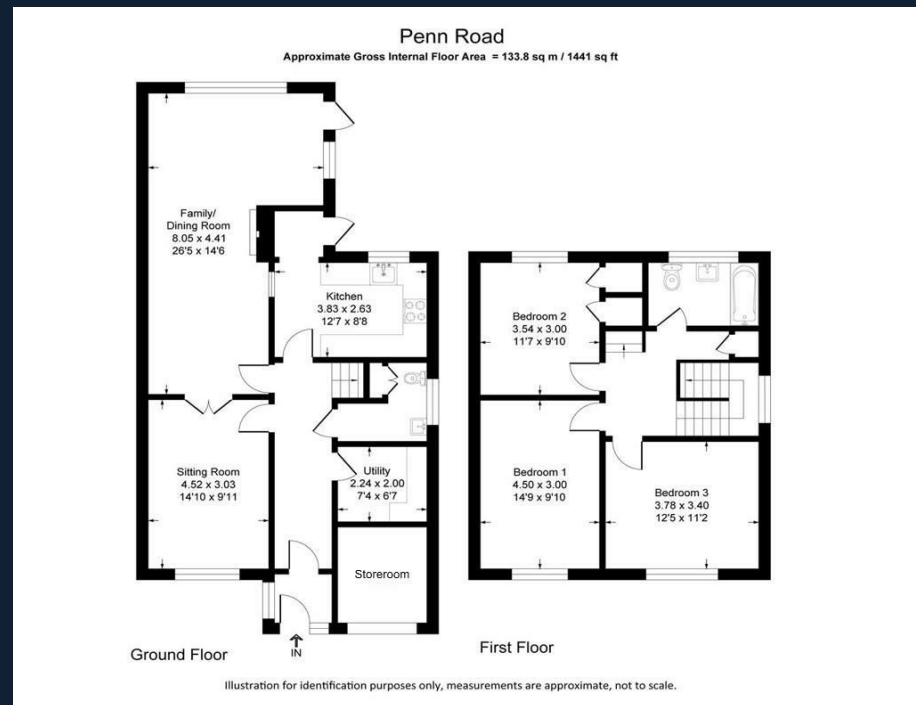 Penn Road
Approximate Gross Internal Floor Area = 133.8 sq m / 1441 sq ft
Family/
Dining Room
8.05 x 4.41
26'5 x 14'6
Kitchen
3.83 x 2.63
12'7 x 8'8
Sitting Room
4.52 x 3.03
14'10 x 9'11
Utility
2.24 x 2.00
7'4 x 6'7
Storeroom
IN
Ground Floor
Bedroom 2
3.54 x 3.00
11'7 x 9'10
Bedroom 1
4.50 x 3.00
14'9 x 9'10
Bedroom 3
3.78 x 3.40
12'5 x 11'2
First Floor
Illustration for identification purposes only, measurements are approximate, not to scale.